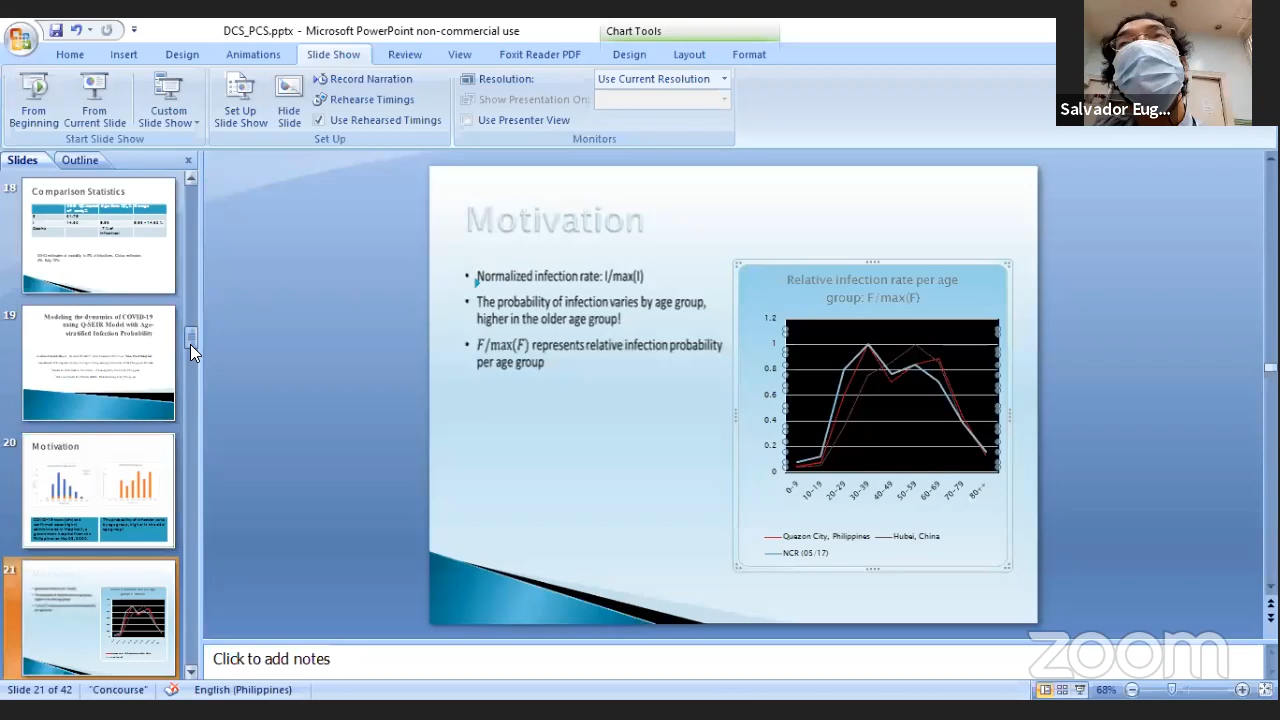 DCS_PCS.pptx - Microsoft PowerPoint non-commercial use
Chart Tools
Home Insert Design Animations Slide Show Review View Foxit Reader PDF Design Layout Format
From Beginning
From Current Slide
Custom Slide Show
Start Slide Show
Set Up Slide Show
Hide Slide
Record Narration
Rehearse Timings
Use Rehearsed Timings
Set Up
Resolution: Use Current Resolution
Show Presentation On:
Use Presenter View
Monitors
Salvador Eug...
Slides Outline
18
Comparison Statistics
19
Modeling the dynamics of COVID-19
using Q-SEIR Model with Age-
stratified Infection Probability
20
Motivation
21
Motivation
• Normalized infection rate: I/max(I)
• The probability of infection varies by age group,
higher in the older age group!
• F/max(F) represents relative infection probability
per age group
Relative infection rate per age
group: F/max(F)
1.2
1
0.8
0.6
0.4
0.2
0
0-9 10-19 20-29 30-39 40-49 50-59 60-69 70-79 80++
Quezon City, Philippines Hubei, China
NCR (05/17)
Click to add notes
zoom
Slide 21 of 42 "Concourse" English (Philippines) 68%